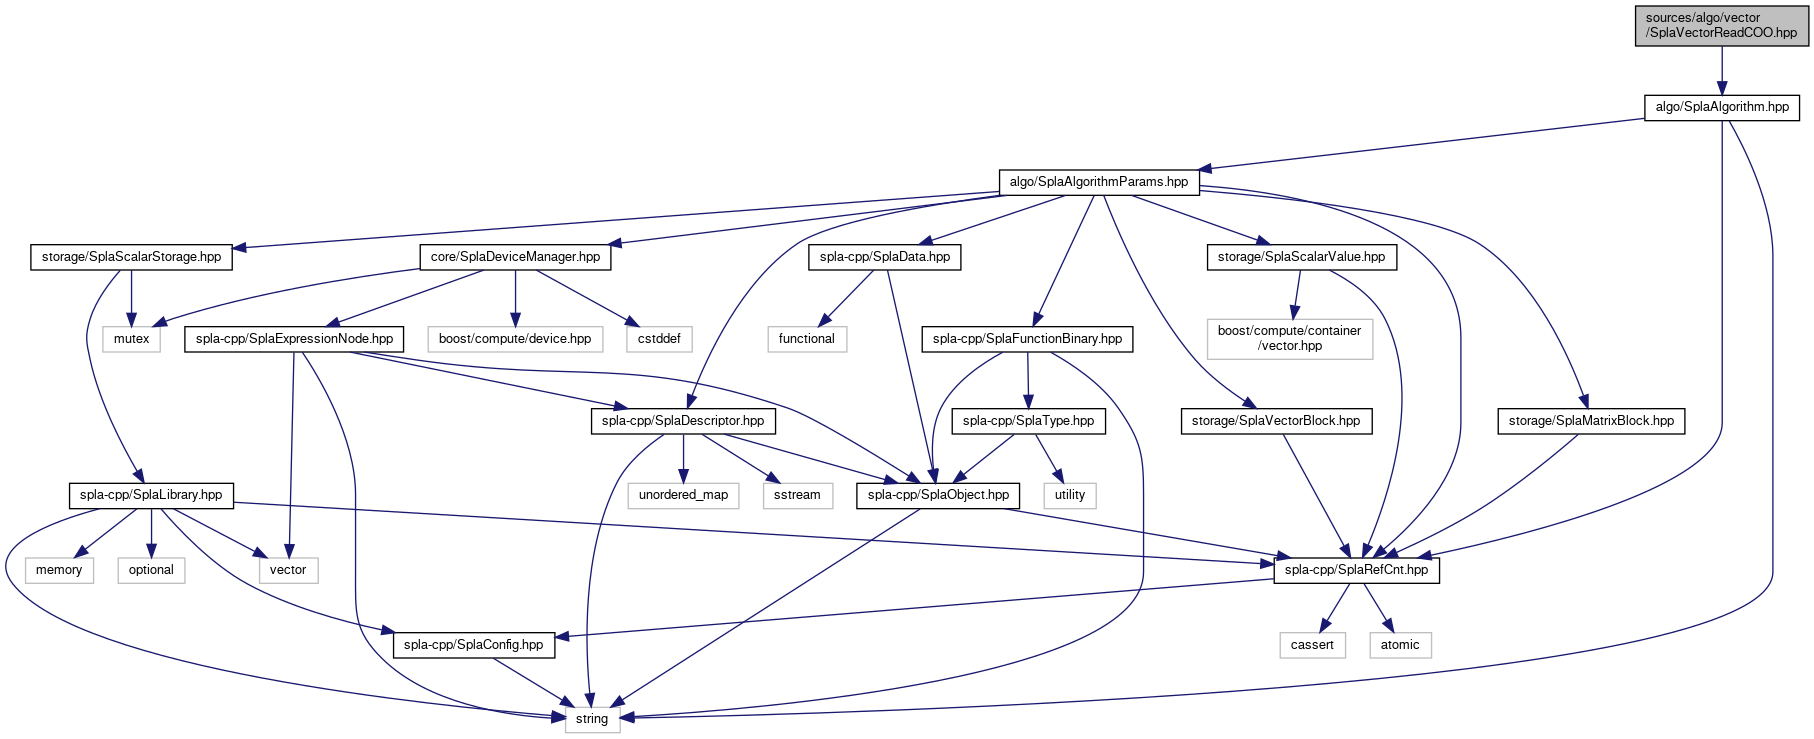 sources/algo/vector
/SplaVectorReadCOO.hpp
algo/SplaAlgorithm.hpp
algo/SplaAlgorithmParams.hpp
storage/SplaScalarStorage.hpp
core/SplaDeviceManager.hpp
spla-cpp/SplaData.hpp
storage/SplaScalarValue.hpp
mutex
spla-cpp/SplaExpressionNode.hpp
boost/compute/device.hpp
cstddef
functional
spla-cpp/SplaFunctionBinary.hpp
boost/compute/container
/vector.hpp
spla-cpp/SplaDescriptor.hpp
spla-cpp/SplaType.hpp
storage/SplaVectorBlock.hpp
storage/SplaMatrixBlock.hpp
spla-cpp/SplaLibrary.hpp
unordered_map
sstream
spla-cpp/SplaObject.hpp
utility
memory
optional
vector
spla-cpp/SplaRefCnt.hpp
spla-cpp/SplaConfig.hpp
cassert
atomic
string